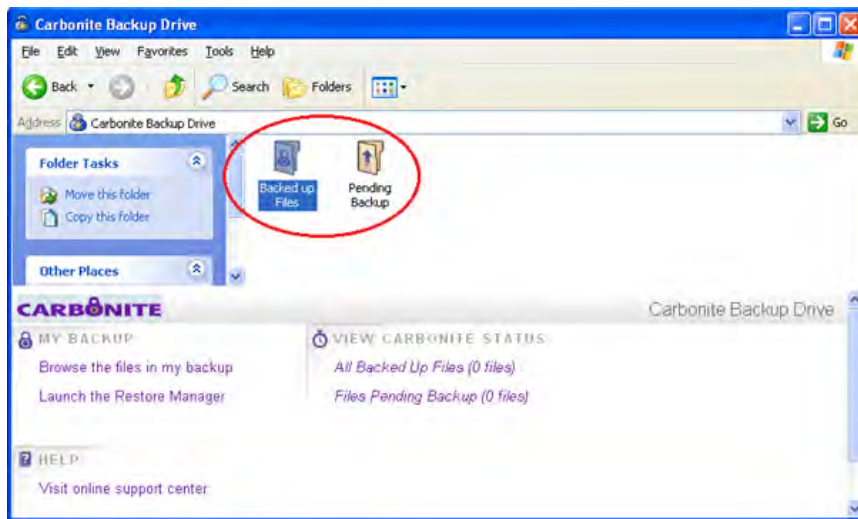 Carbonite Backup Drive
File Edit View Favorites Tools Help
Back Search Folders
Address Carbonite Backup Drive Go
Folder Tasks
Move this folder
Copy this folder
Other Places
Backed up Files
Pending Backup
CARBONITE Carbonite Backup Drive
MY BACKUP
Browse the files in my backup
Launch the Restore Manager
VIEW CARBONITE STATUS
All Backed Up Files (0 files)
Files Pending Backup (0 files)
HELP
Visit online support center